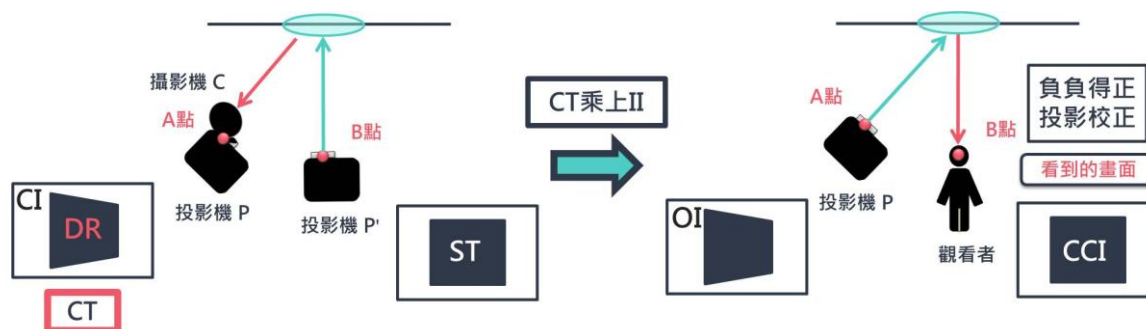 攝影機 C
A點
B點
投影機 P
投影機 P'
CI
DR
CT
ST
CT乘上II
A點
B點
投影機 P
觀看者
OI
負負得正
投影校正
看到的畫面
CCI